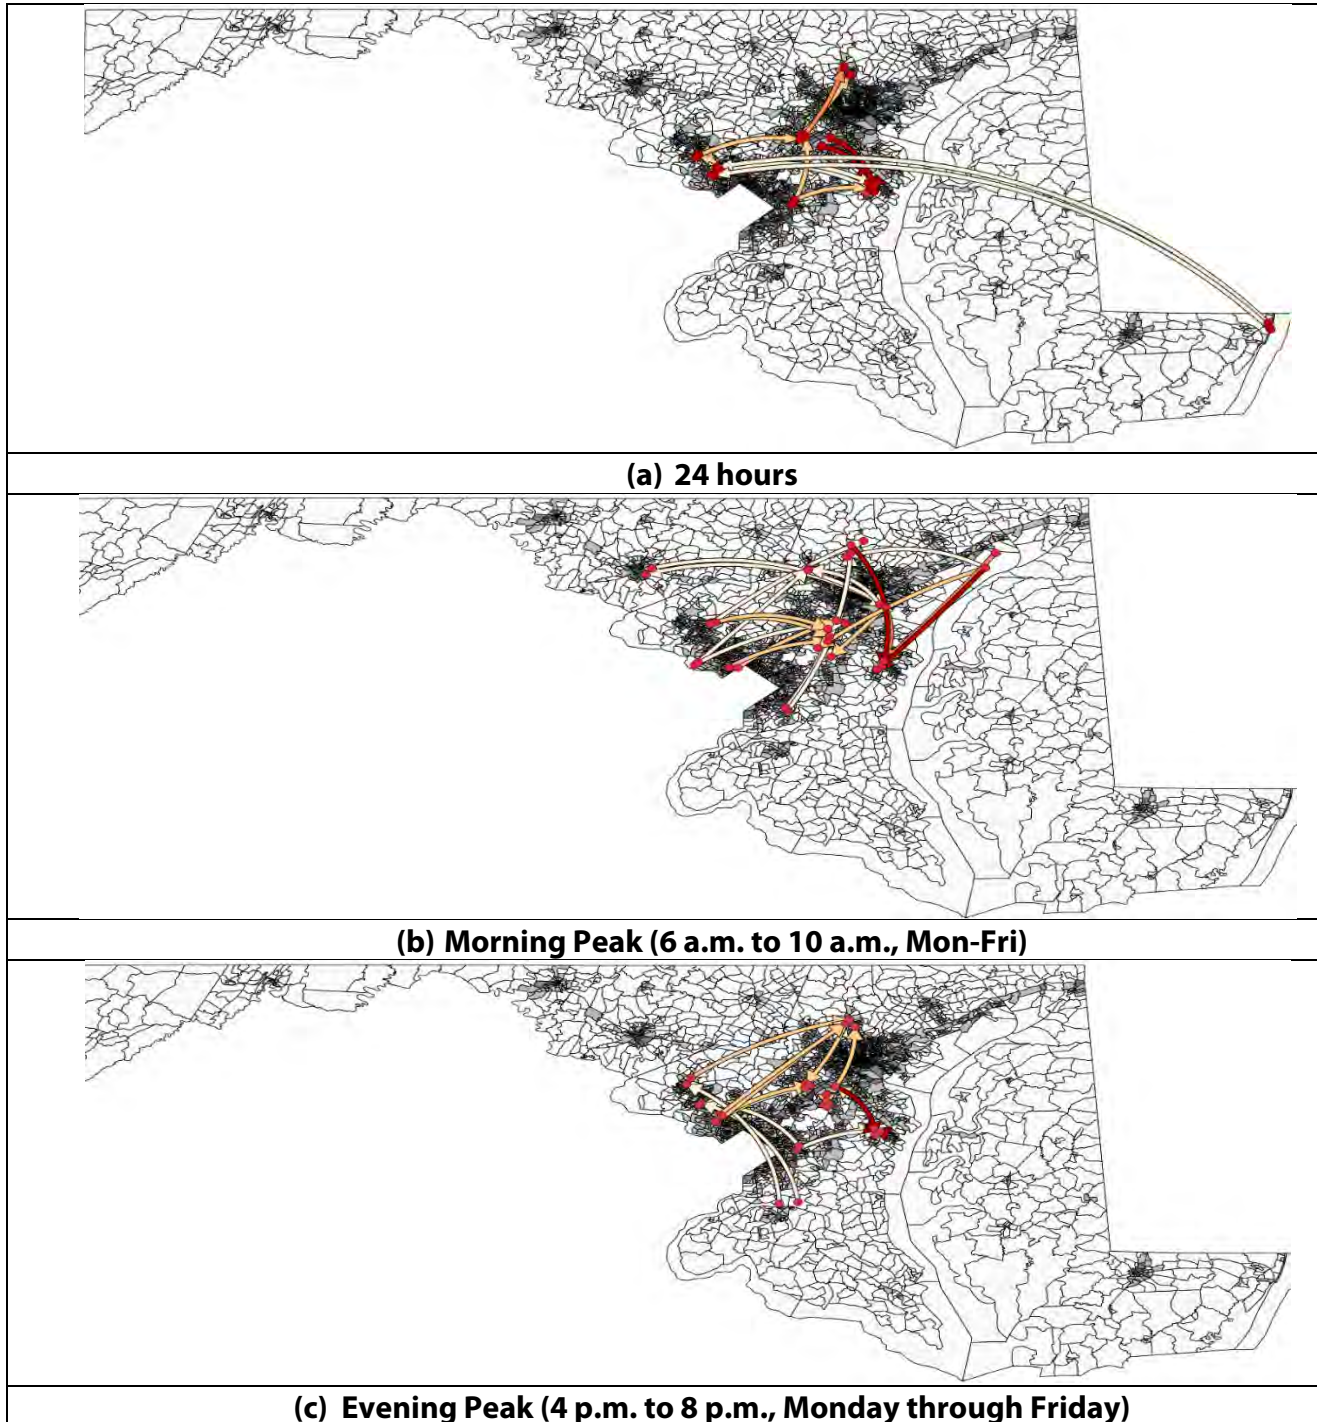 (a) 24 hours
(b) Morning Peak (6 a.m. to 10 a.m., Mon-Fri)
(c) Evening Peak (4 p.m. to 8 p.m., Monday through Friday)